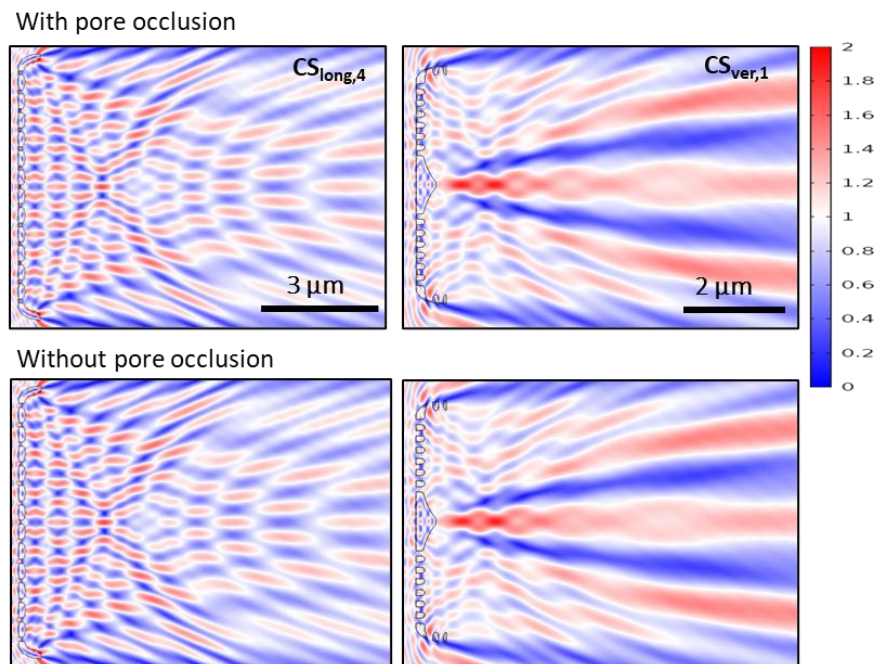 With pore occlusion
CSlong,4
CSver,1
3 µm
2 µm
2
1.8
1.6
1.4
1.2
1
0.8
0.6
0.4
0.2
0
Without pore occlusion